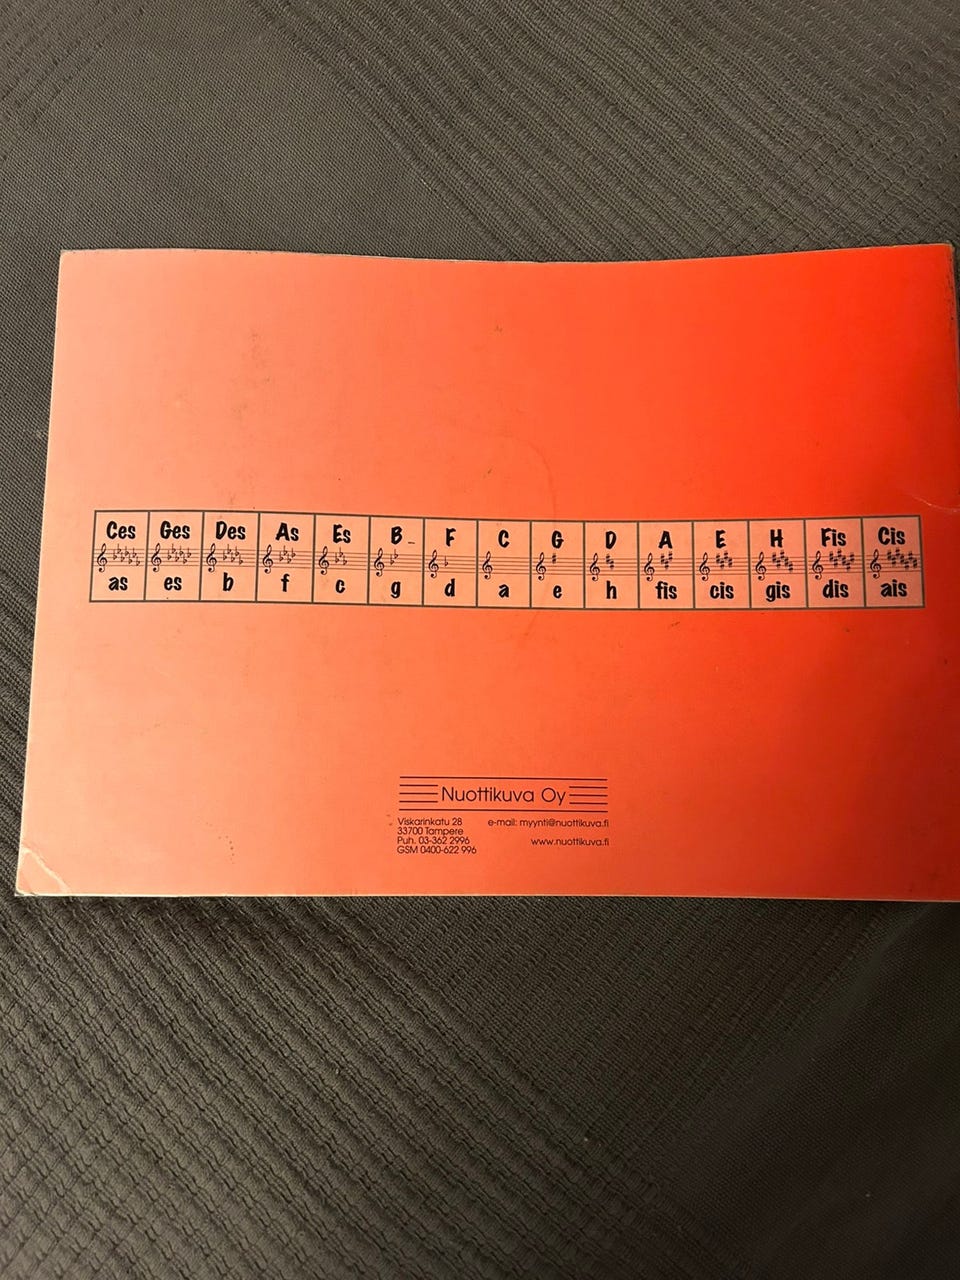 Ces Ges Des As Es B F C G D A E H Fis Cis
as es b f c g d a e h fis cis gis dis ais
Nuottikuva Oy
Viskarinkatu 28
33700 Tampere
Puh. 03-362 2996
GSM 0400-622 996
e-mail: myynti@nuottikuva.fi
www.nuottikuva.fi